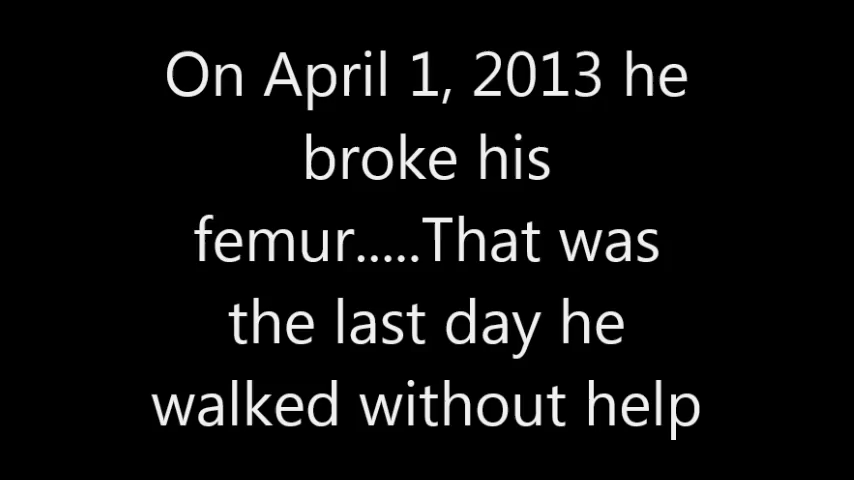 On April 1, 2013 he
broke his
femur.....That was
the last day he
walked without help